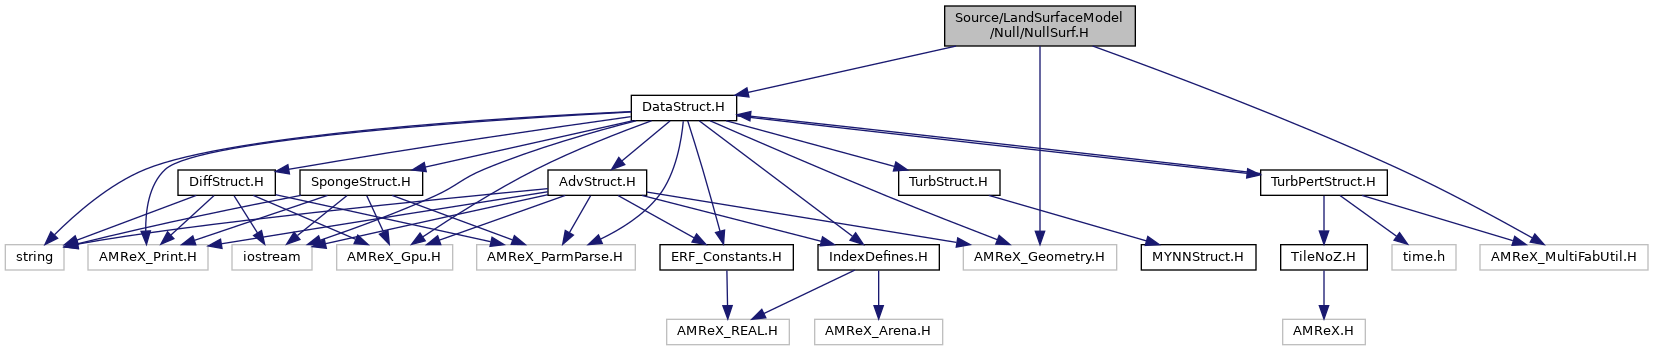 Source/LandSurfaceModel
/Null/NullSurf.H
DataStruct.H
DiffStruct.H
SpongeStruct.H
AdvStruct.H
TurbStruct.H
TurbPertStruct.H
string
AMReX_Print.H
iostream
AMReX_Gpu.H
AMReX_ParmParse.H
ERF_Constants.H
IndexDefines.H
AMReX_Geometry.H
MYNNStruct.H
TileNoZ.H
time.h
AMReX_MultiFabUtil.H
AMReX_REAL.H
AMReX_Arena.H
AMReX.H